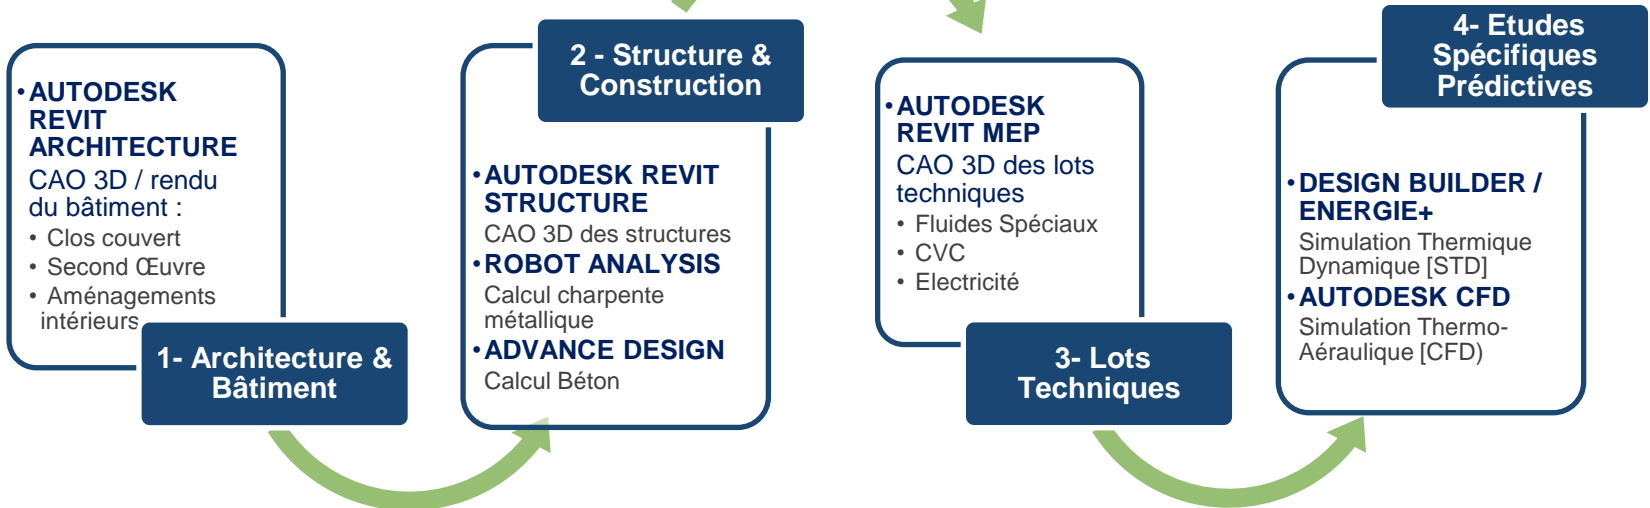 •AUTODESK
REVIT
ARCHITECTURE
CAO 3D / rendu
du bâtiment :
• Clos couvert
• Second Œuvre
• Aménagements
intérieurs
1- Architecture &
Bâtiment
2 - Structure &
Construction
•AUTODESK REVIT
STRUCTURE
CAO 3D des structures
•ROBOT ANALYSIS
Calcul charpente
métallique
•ADVANCE DESIGN
Calcul Béton
•AUTODESK
REVIT MEP
CAO 3D des lots
techniques
• Fluides Spéciaux
• CVC
• Electricité
3- Lots
Techniques
4- Etudes
Spécifiques
Prédictives
•DESIGN BUILDER /
ENERGIE+
Simulation Thermique
Dynamique [STD]
•AUTODESK CFD
Simulation Thermo-
Aéraulique [CFD)